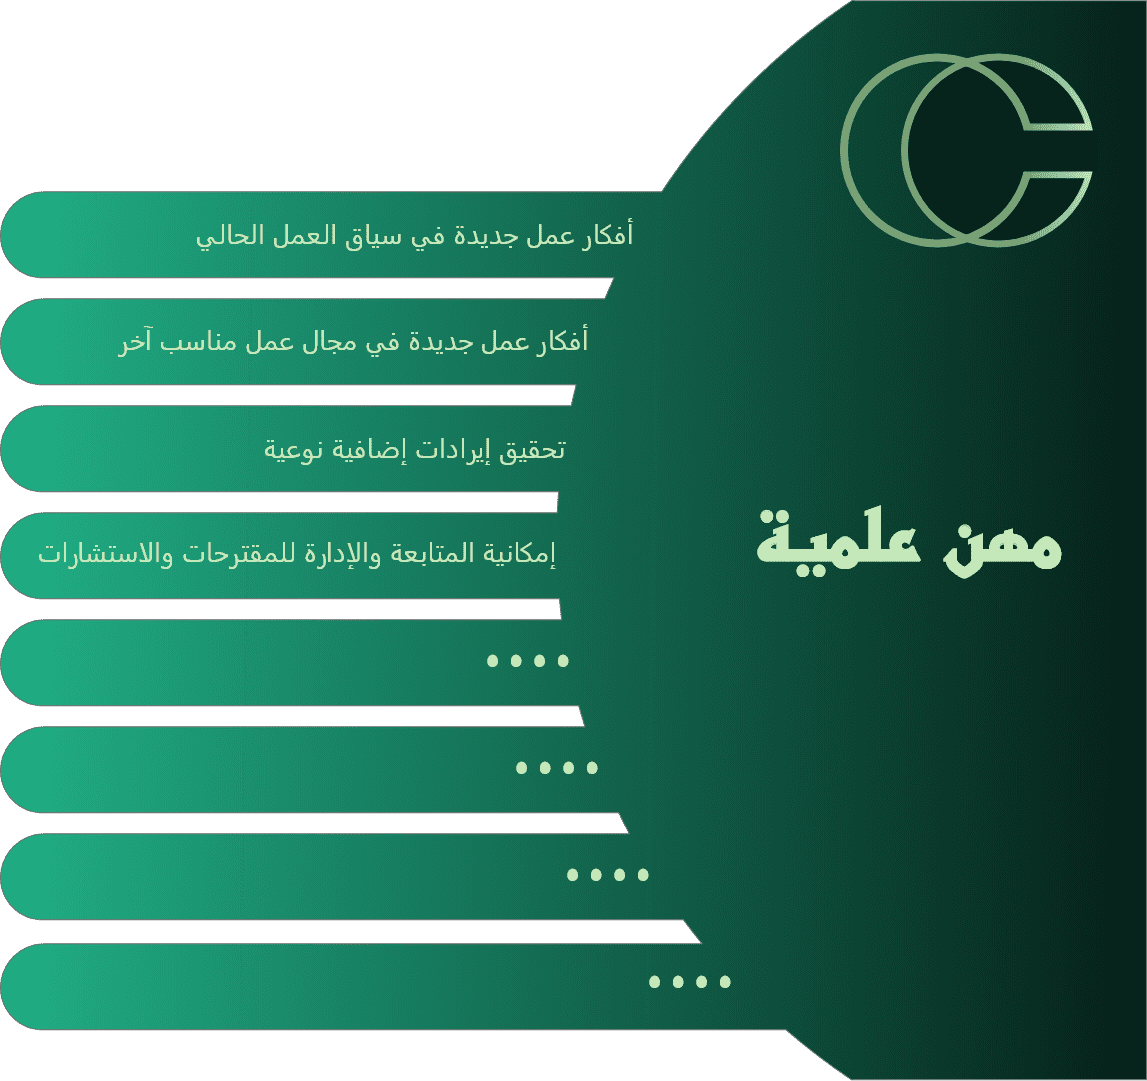 أفكار عمل جديدة في سياق العمل الحالي
أفكار عمل جديدة في مجال عمل مناسب آخر
تحقيق إيرادات إضافية نوعية
إمكانية المتابعة والإدارة للمقترحات والاستشارات
مهن علمية
....
....
....
....